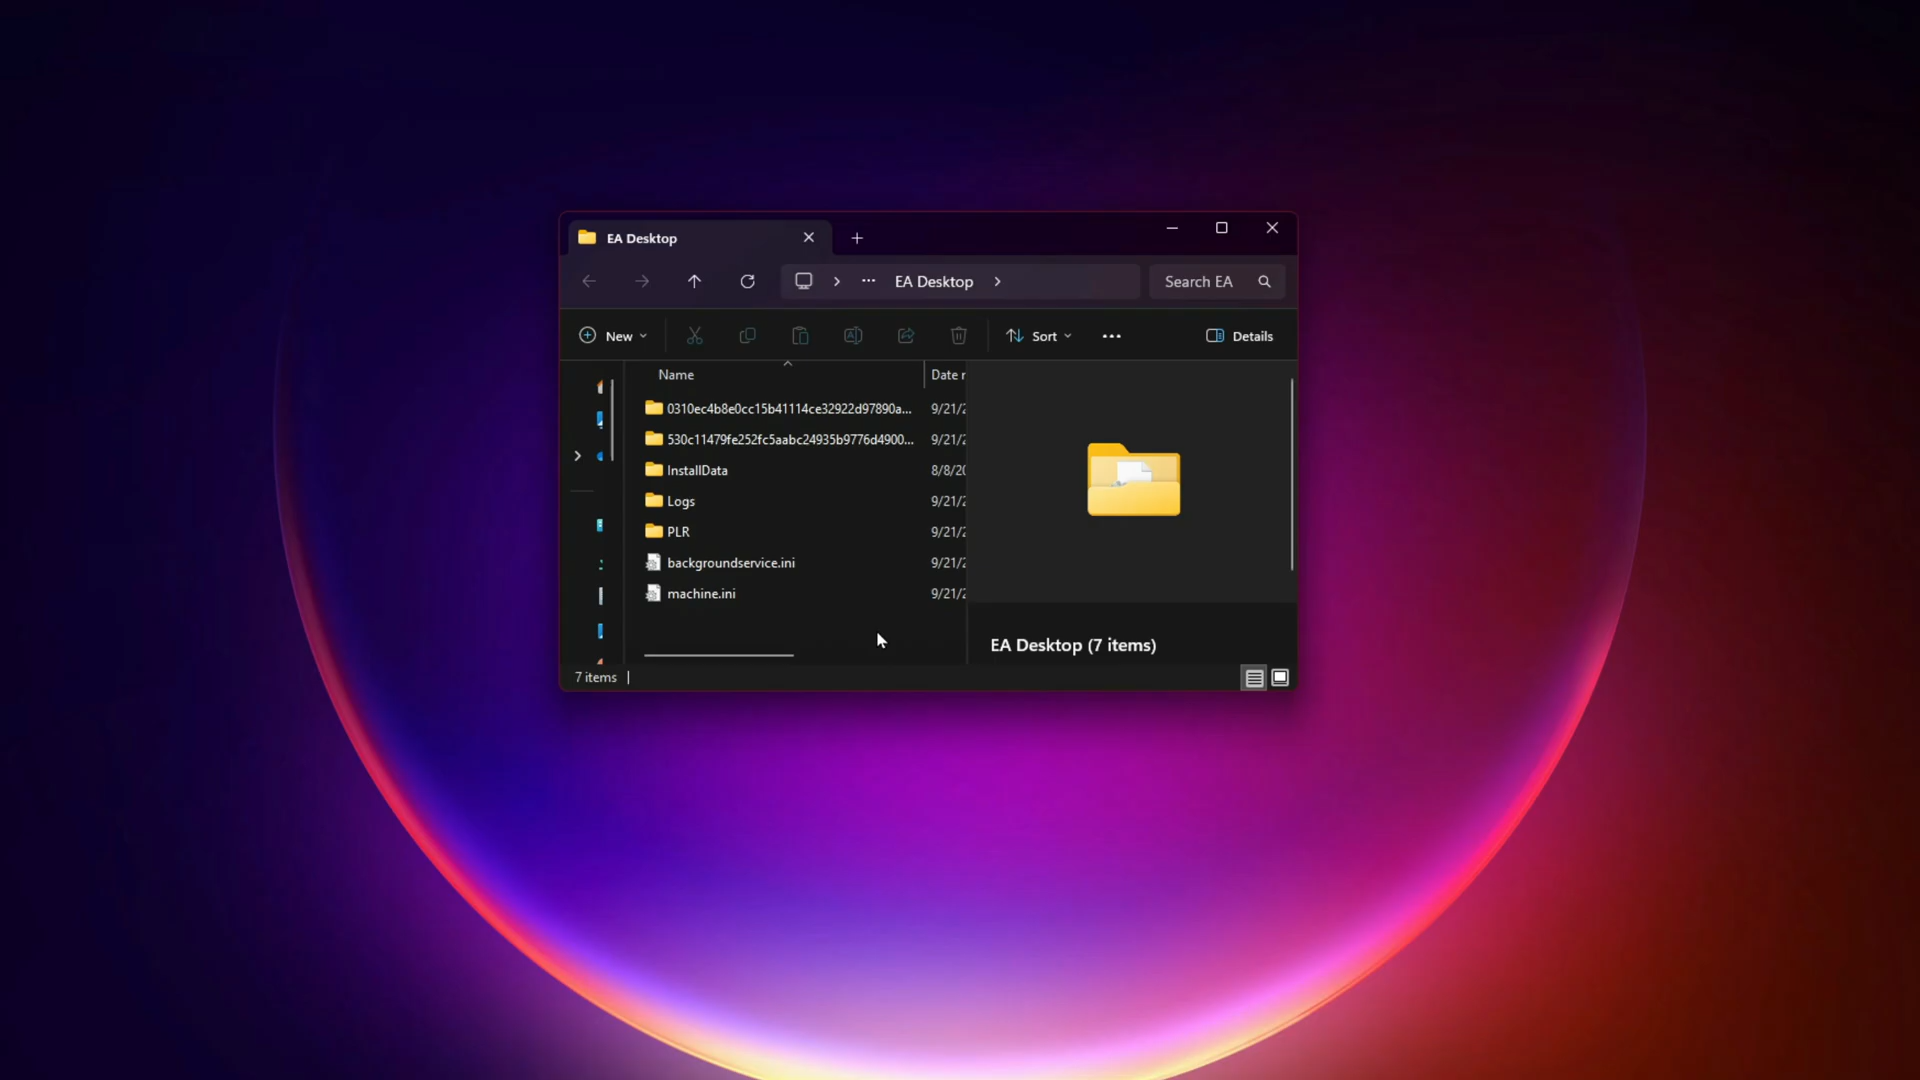 EA Desktop
EA Desktop
Search EA
New
Sort
Details
Name
Date
0310ec4b8e0cc15b41114ce32922d97890a...
9/21/2
530c11479fe252fc5aabc24935b9776d4900...
9/21/2
InstallData
8/8/20
Logs
9/21/2
PLR
9/21/2
backgroundservice.ini
9/21/2
machine.ini
9/21/2
EA Desktop (7 items)
7 items